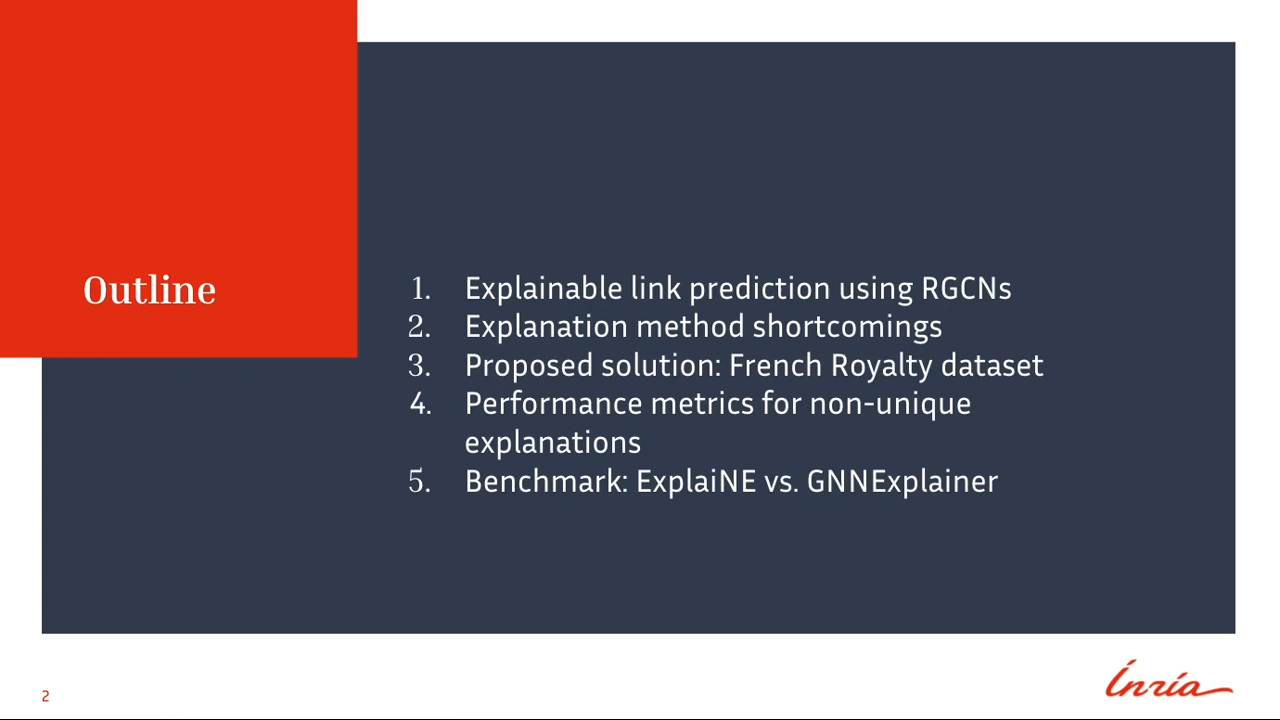 Outline
1. Explainable link prediction using RGCNs
2. Explanation method shortcomings
3. Proposed solution: French Royalty dataset
4. Performance metrics for non-unique
explanations
5. Benchmark: ExplaiNE vs. GNNExplainer
2
Inría